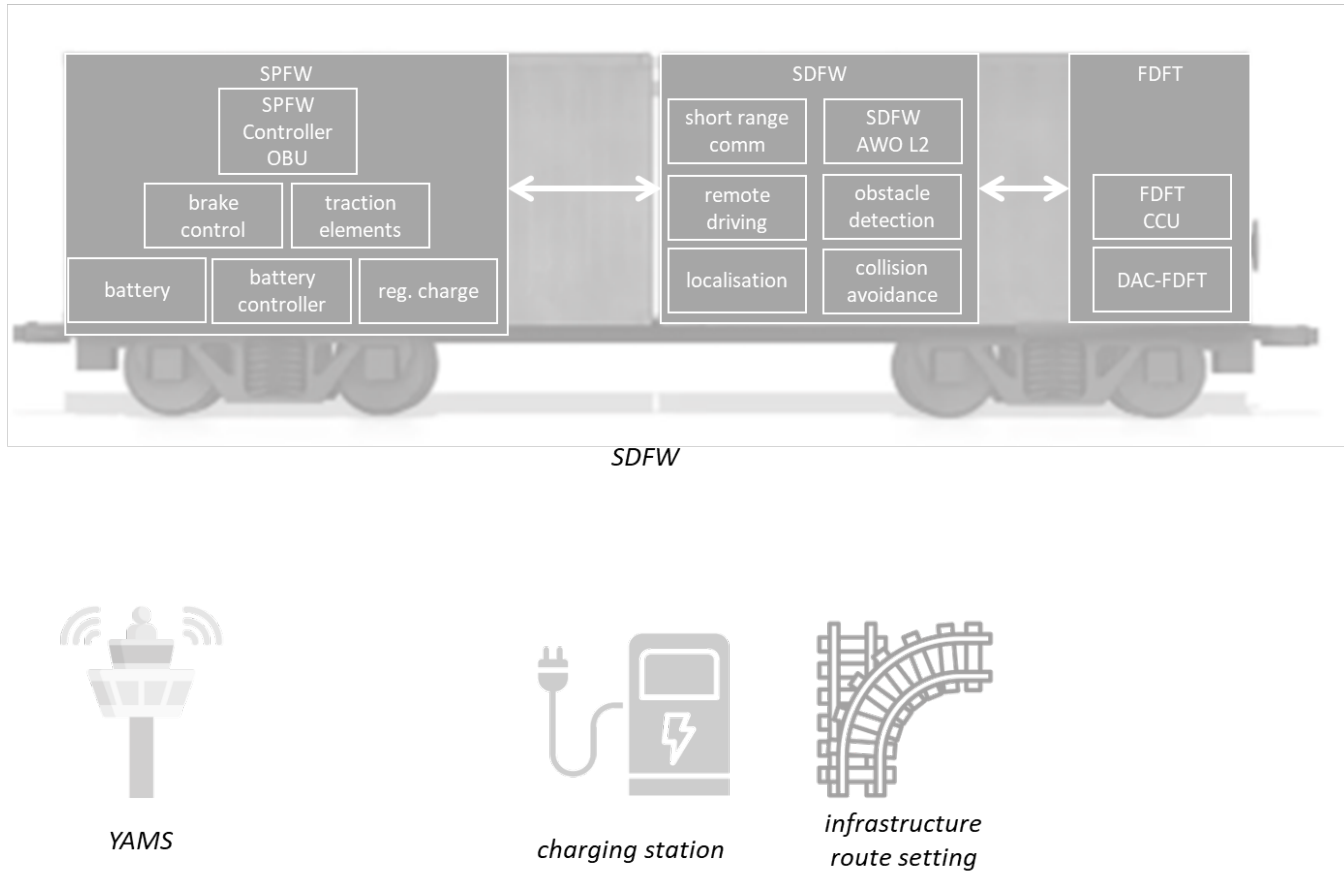 SPFW
SPFW
Controller
OBU
brake
control
traction
elements
battery
battery
controller
reg. charge
SDFW
short range
comm
SDFW
AWO L2
remote
driving
obstacle
detection
localisation
collision
avoidance
FDFT
FDFT
CCU
DAC-FDFT
SDFW
YAMS
charging station
infrastructure
route setting